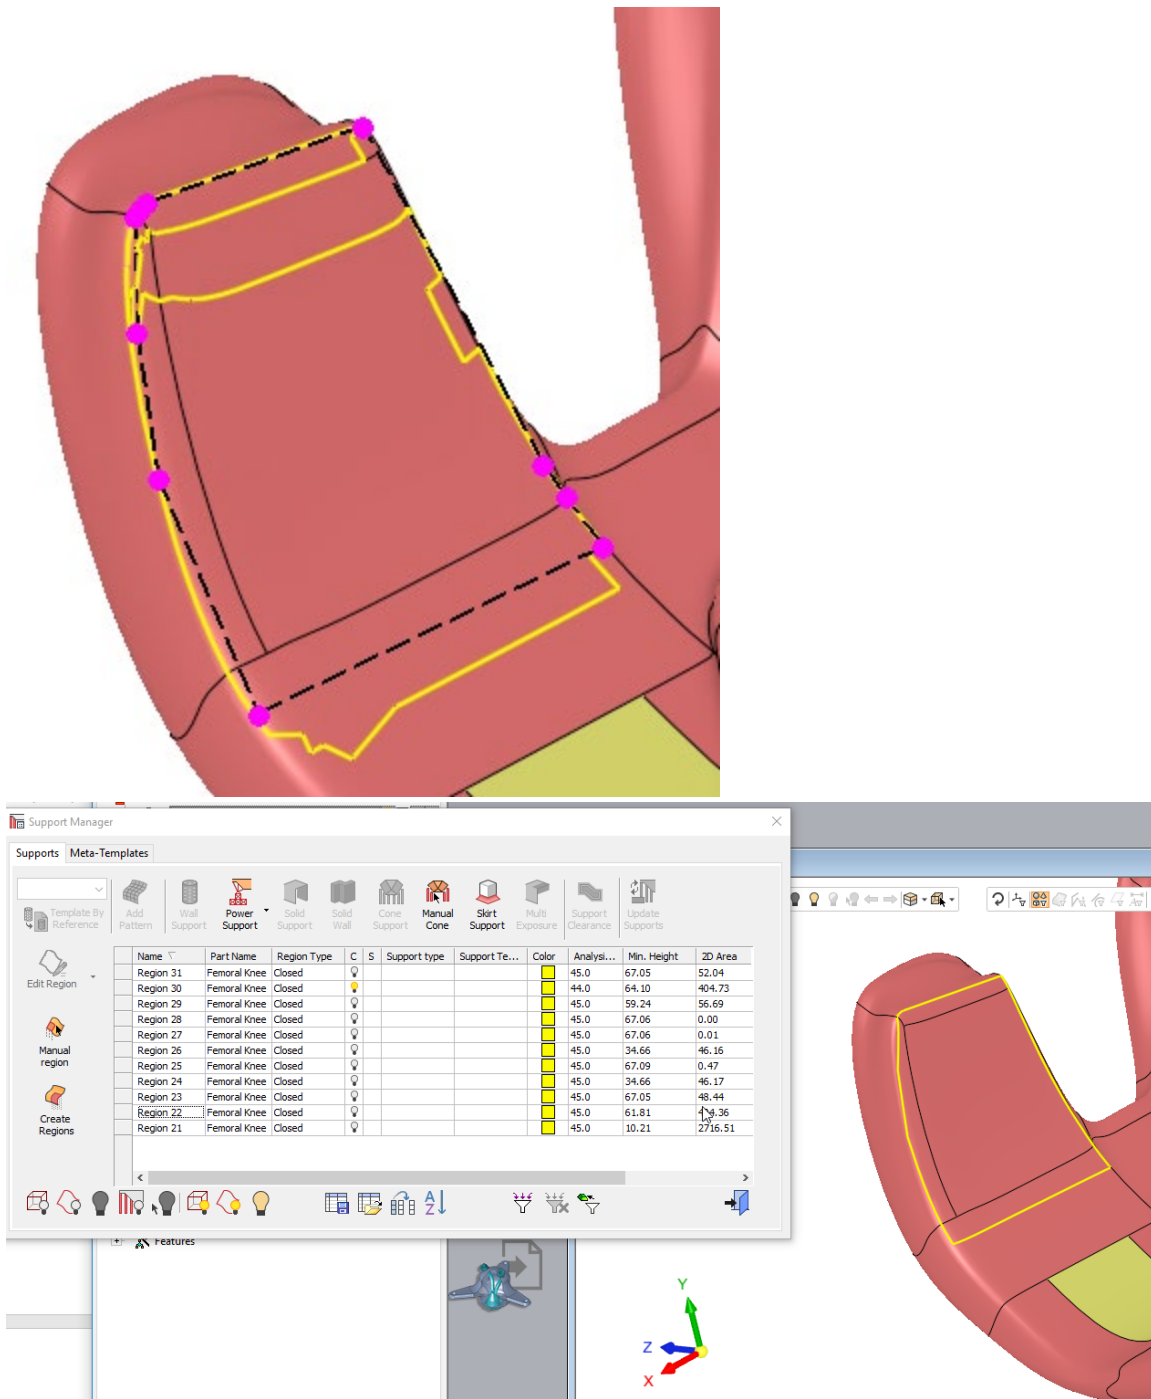 Support Manager
Supports Meta-Templates
Template By Reference
Add Pattern
Wall Support
Power Support
Solid Support
Solid Wall
Cone Support
Manual Cone
Skirt Support
Multi Exposure
Support Clearance
Update Supports
Edit Region
Manual region
Create Regions
Name Part Name Region Type C S Support type Support Te... Color Analysi... Min. Height 2D Area
Region 31 Femoral Knee Closed 45.0 67.05 52.04
Region 30 Femoral Knee Closed 44.0 64.10 404.73
Region 29 Femoral Knee Closed 45.0 59.24 56.69
Region 28 Femoral Knee Closed 45.0 67.06 0.00
Region 27 Femoral Knee Closed 45.0 67.06 0.01
Region 26 Femoral Knee Closed 45.0 34.66 46.16
Region 25 Femoral Knee Closed 45.0 67.09 0.47
Region 24 Femoral Knee Closed 45.0 34.66 46.17
Region 23 Femoral Knee Closed 45.0 67.05 48.44
Region 22 Femoral Knee Closed 45.0 61.81
Region 21 Femoral Knee Closed 45.0 10.21 2716.51
A
Z
Features
Y
Z
X